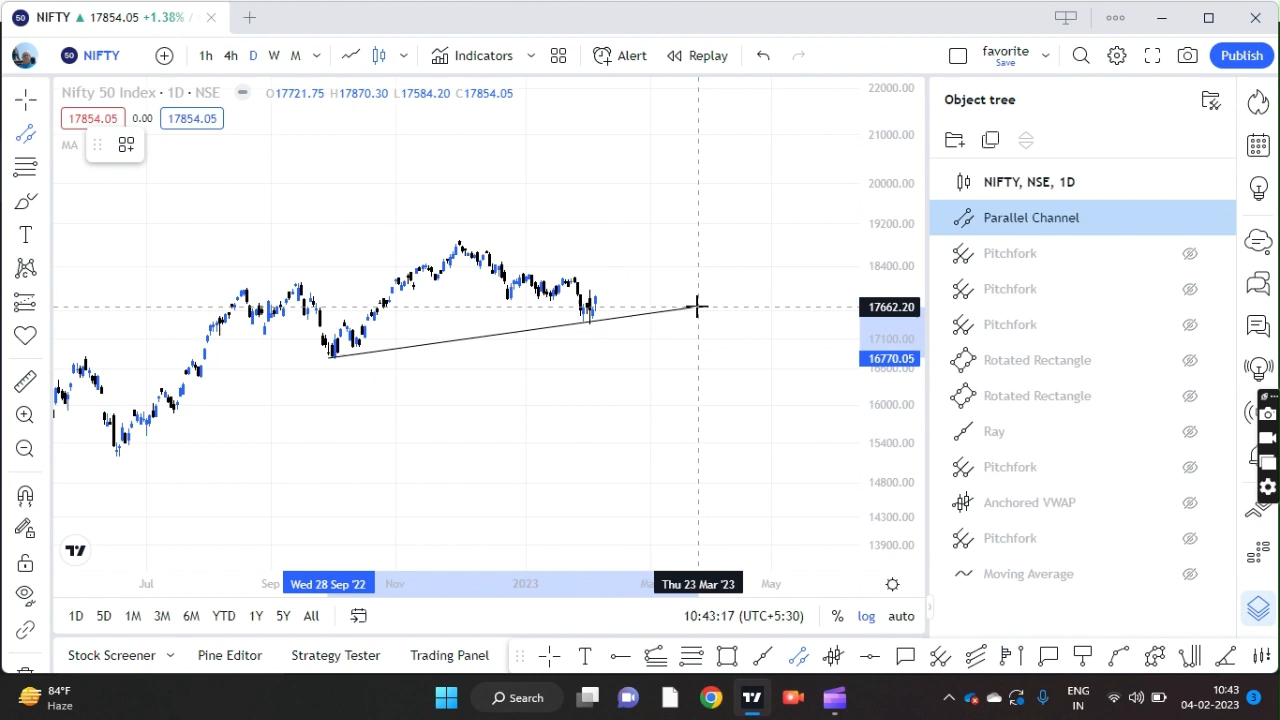 50 NIFTY ▲ 17854.05 +1.38% /
50 NIFTY 1h 4h D W M Indicators Alert Replay favorite Save Publish
Nifty 50 Index · 1D · NSE O17721.75 H17870.30 L17584.20 C17854.05
17854.05 0.00 17854.05
MA
22000.00
21000.00
20000.00
19200.00
18400.00
17662.20
17100.00
16770.05
16600.00
16000.00
15400.00
14800.00
14300.00
13900.00
Jul Sep Wed 28 Sep '22 Nov 2023 Thu 23 Mar '23 May
1D 5D 1M 3M 6M YTD 1Y 5Y All 10:43:17 (UTC+5:30) % log auto
Stock Screener Pine Editor Strategy Tester Trading Panel
Object tree
NIFTY, NSE, 1D
Parallel Channel
Pitchfork
Pitchfork
Pitchfork
Rotated Rectangle
Rotated Rectangle
Ray
Pitchfork
Anchored VWAP
Pitchfork
Moving Average
84°F
Haze
Search
ENG
IN
10:43
04-02-2023
3